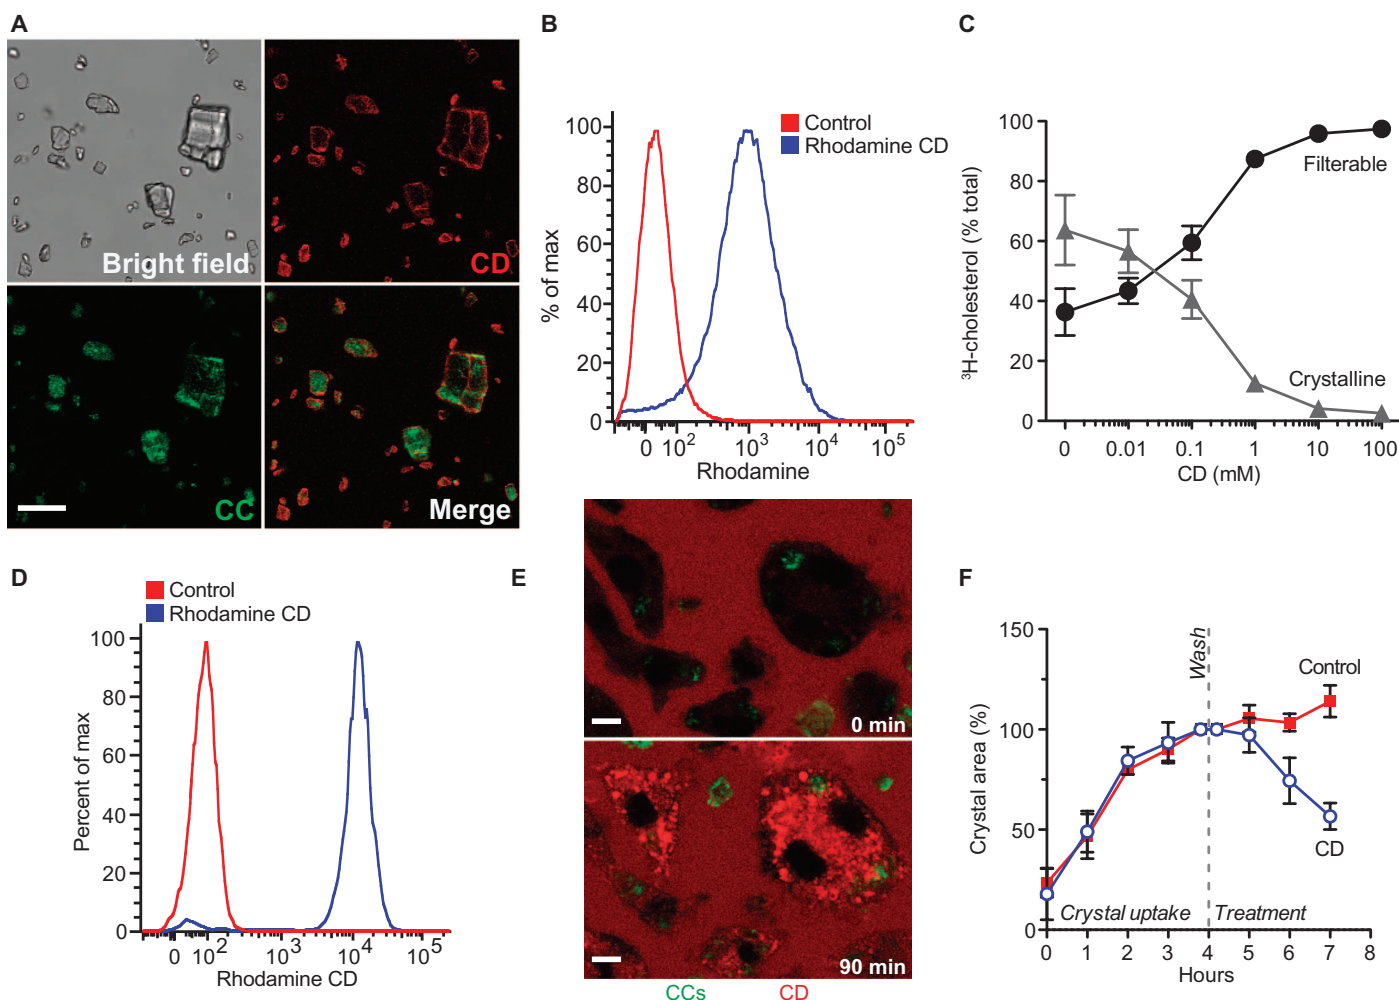 A
Bright field
CD
CC
Merge
B
Control
Rhodamine CD
100
80
60
40
20
0
% of max
0 10² 10³ 10⁴ 10⁵
Rhodamine
C
100
80
60
40
20
0
³H-cholesterol (% total)
Filterable
Crystalline
0 0.01 0.1 1 10 100
CD (mM)
D
Control
Rhodamine CD
100
80
60
40
20
0
Percent of max
0 10² 10³ 10⁴ 10⁵
Rhodamine CD
E
0 min
90 min
CCs CD
F
150
100
50
0
Crystal area (%)
Wash
Control
CD
Crystal uptake Treatment
0 1 2 3 4 5 6 7 8
Hours